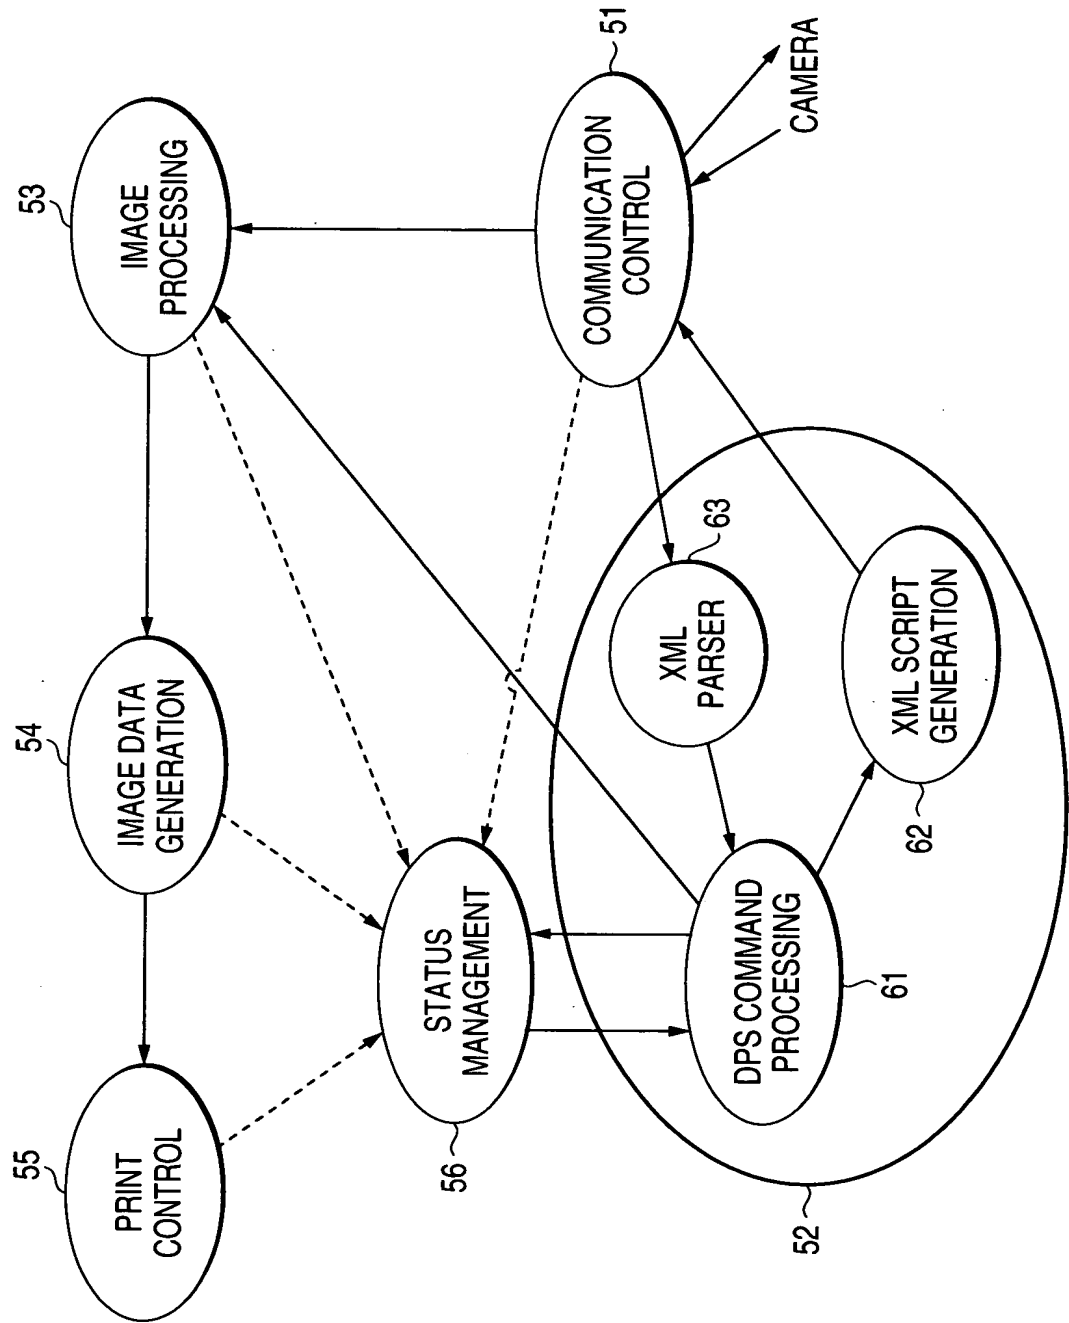 55
PRINT
CONTROL
54
IMAGE DATA
GENERATION
53
IMAGE
PROCESSING
56
STATUS
MANAGEMENT
51
COMMUNICATION
CONTROL
CAMERA
52
63
XML
PARSER
61
DPS COMMAND
PROCESSING
62
XML SCRIPT
GENERATION